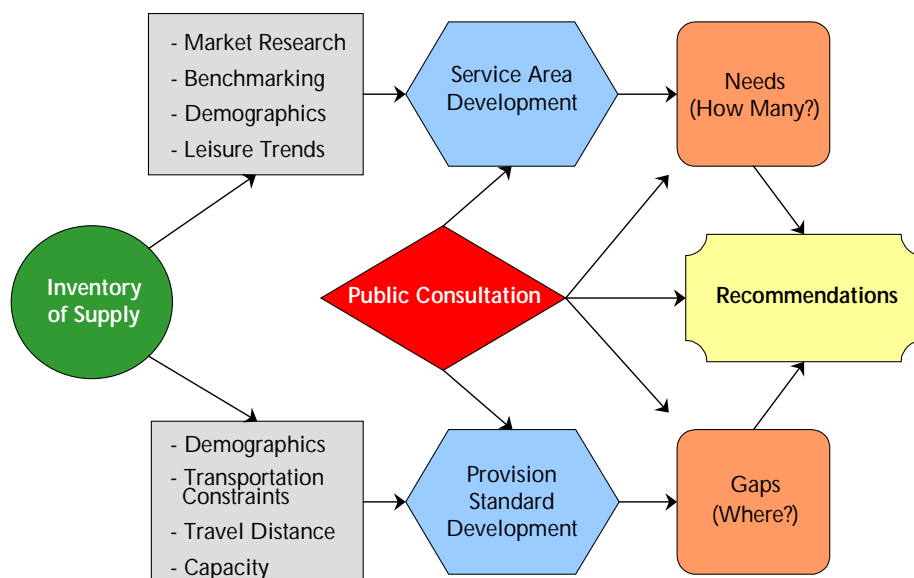 - Market Research
- Benchmarking
- Demographics
- Leisure Trends
Service Area
Development
Needs
(How Many?)
Inventory
of Supply
Public Consultation
Recommendations
- Demographics
- Transportation
Constraints
- Travel Distance
- Capacity
Provision
Standard
Development
Gaps
(Where?)